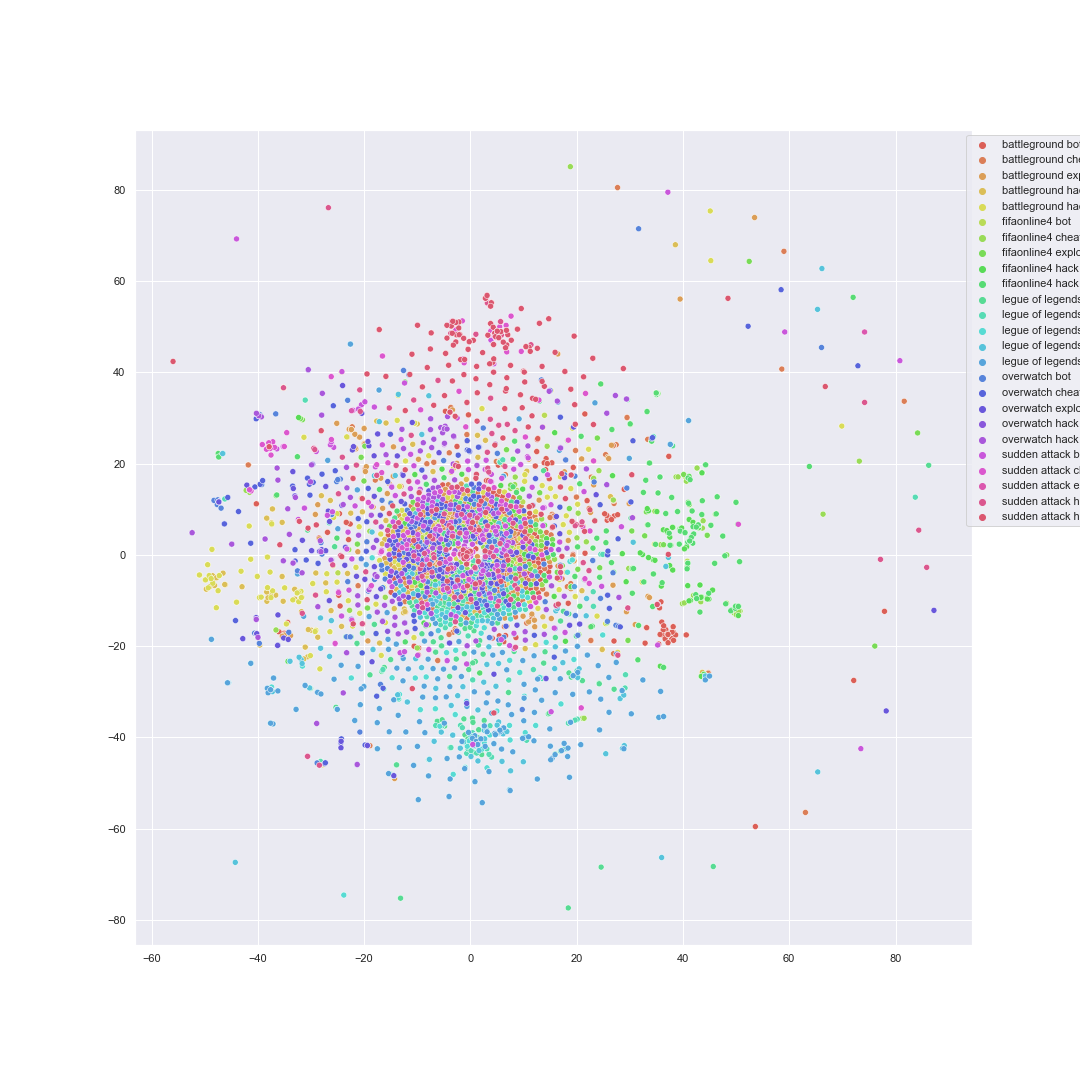 80
60
40
20
0
−20
−40
−60
−80
−60
−40
−20
0
20
40
60
80
battleground bot
battleground che
battleground exp
battleground hac
battleground hac
fifaonline4 bot
fifaonline4 cheat
fifaonline4 explo
fifaonline4 hack
fifaonline4 hack
legue of legends
legue of legends
legue of legends
legue of legends
legue of legends
overwatch bot
overwatch cheat
overwatch explo
overwatch hack
overwatch hack
sudden attack b
sudden attack cl
sudden attack e
sudden attack h
sudden attack h